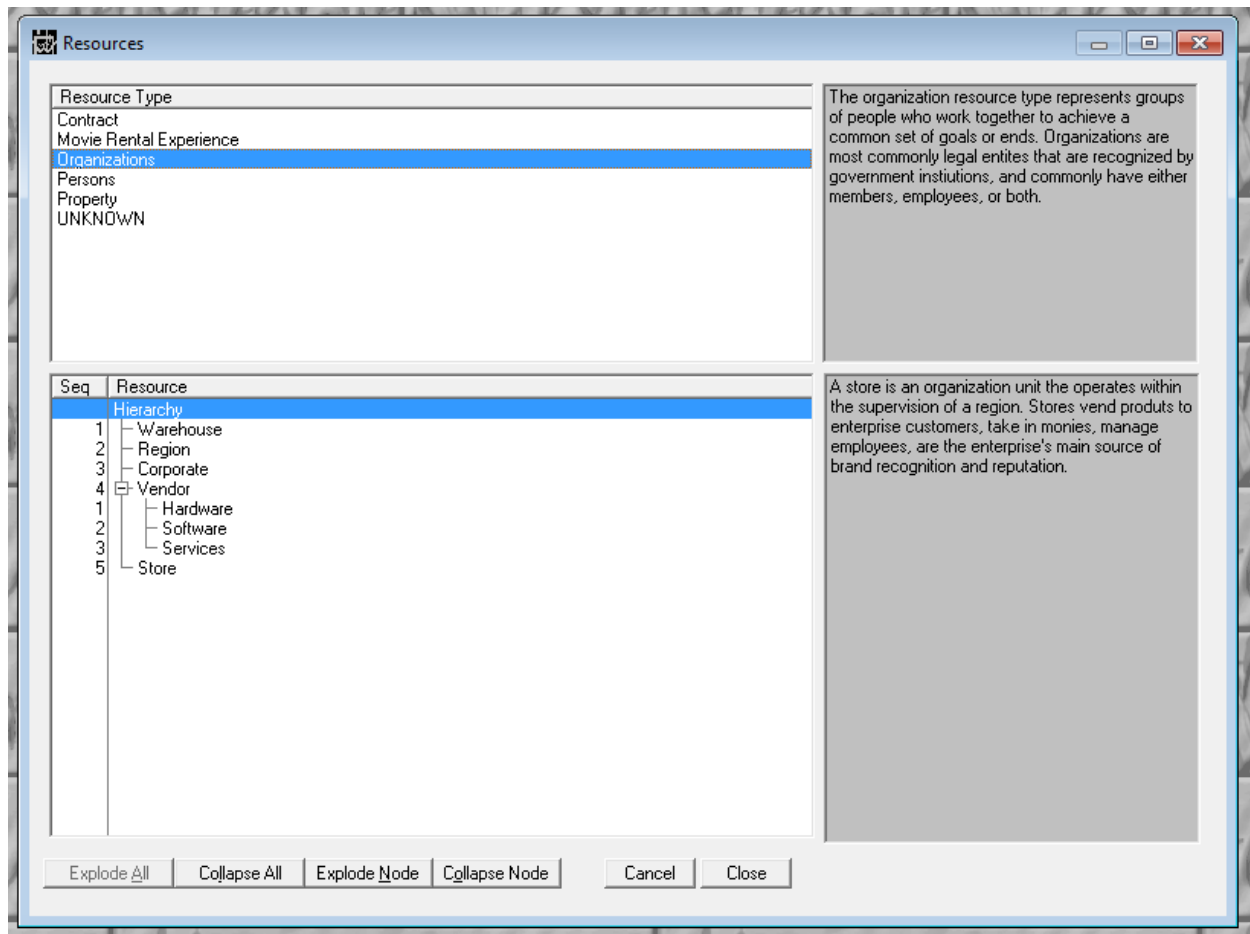 Resources
Resource Type
Contract
Movie Rental Experience
Organizations
Persons
Property
UNKNOWN
The organization resource type represents groups
of people who work together to achieve a
common set of goals or ends. Organizations are
most commonly legal entites that are recognized by
government instiutions, and commonly have either
members, employees, or both.
Seq Resource
Hierarchy
1 Warehouse
2 Region
3 Corporate
4 Vendor
1 Hardware
2 Software
3 Services
5 Store
A store is an organization unit the operates within
the supervision of a region. Stores vend produts to
enterprise customers, take in monies, manage
employees, are the enterprise's main source of
brand recognition and reputation.
Explode All Collapse All Explode Node Collapse Node Cancel Close